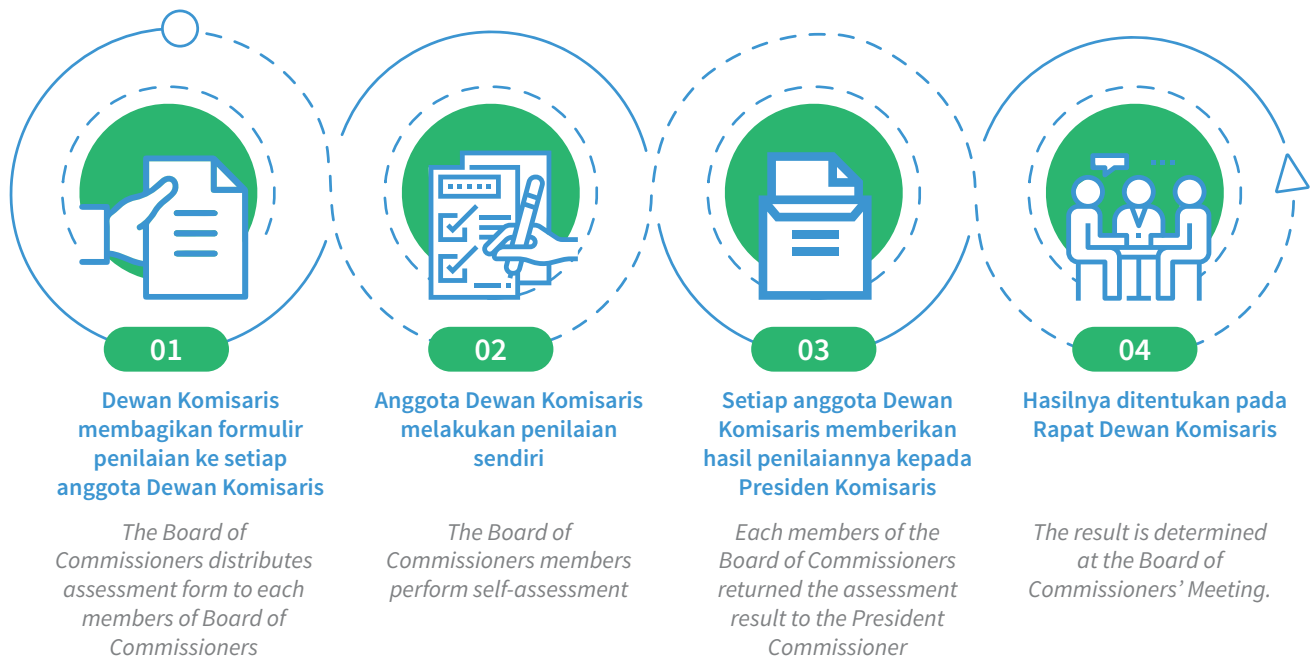 01
Dewan Komisaris
membagikan formulir
penilaian ke setiap
anggota Dewan Komisaris
The Board of
Commissioners distributes
assessment form to each
members of Board of
Commissioners
02
Anggota Dewan Komisaris
melakukan penilaian
sendiri
The Board of
Commissioners members
perform self-assessment
03
Setiap anggota Dewan
Komisaris memberikan
hasil penilaiannya kepada
Presiden Komisaris
Each members of the
Board of Commissioners
returned the assessment
result to the President
Commissioner
04
Hasilnya ditentukan pada
Rapat Dewan Komisaris
The result is determined
at the Board of
Commissioners’ Meeting.